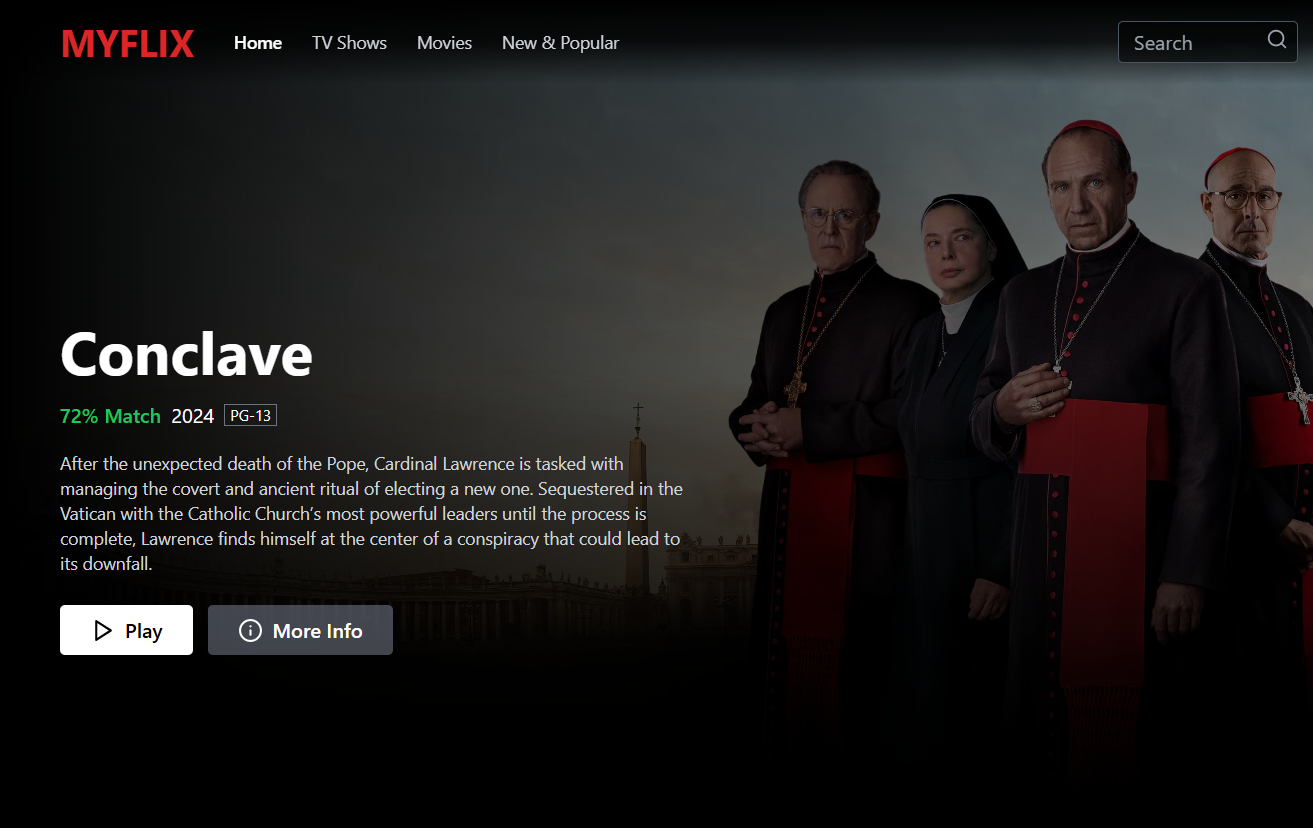 MYFLIX
Home
TV Shows
Movies
New & Popular
Search
Conclave
72% Match 2024 PG-13
After the unexpected death of the Pope, Cardinal Lawrence is tasked with
managing the covert and ancient ritual of electing a new one. Sequestered in the
Vatican with the Catholic Church’s most powerful leaders until the process is
complete, Lawrence finds himself at the center of a conspiracy that could lead to
its downfall.
Play
More Info